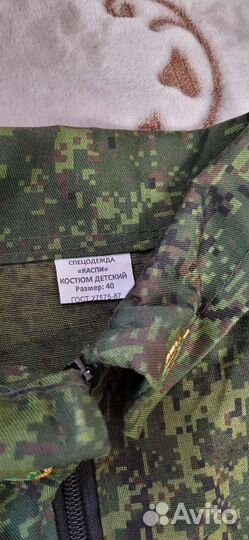 СПЕЦОДЕЖДА
«КАСПИ»
КОСТЮМ ДЕТСКИЙ
Размер: 40
ГОСТ 27575-87
Avito